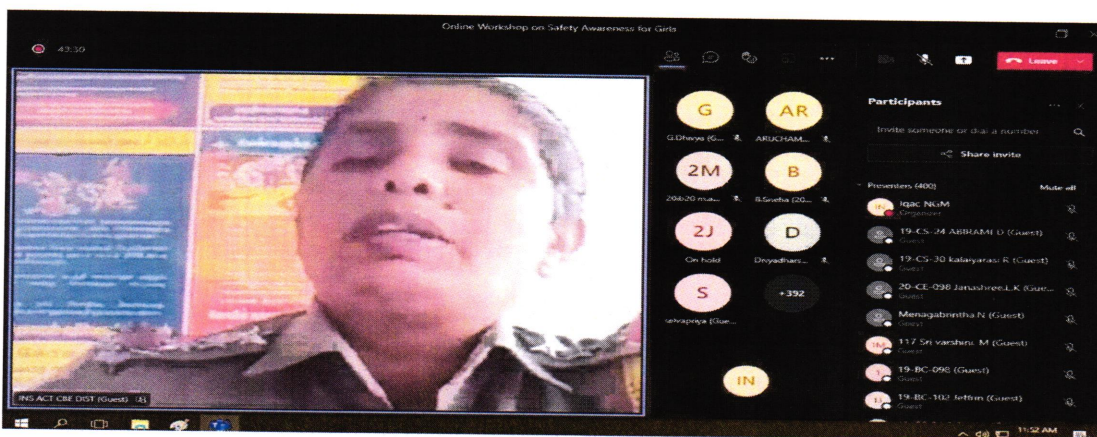 Online Workshop on Safety Awareness for Girls
43:30
Leave
G
G.Dhivya (G...
AR
ARUCHAM...
2M
20ib20 ma...
B
B.Sneha (20...
2J
On hold
D
Divyadhars...
S
selvapriya (Gue...
+392
IN
INS ACT CBE DIST (Guest)
Participants
Invite someone or dial a number
Share invite
Presenters (400)
Mute all
IN
Iqac NGM
Organizer
19-CS-24 ABIRAMI D (Guest)
Guest
19-CS-30 kalaiyarasi R (Guest)
Guest
20-CE-098 Janashree.L.K (Gue...
Guest
Menagabrintha N (Guest)
Guest
1M
117 Sri varshini. M (Guest)
Guest
1
19-BC-098 (Guest)
Guest
1J
19-BC-102 Jeffrin (Guest)
Guest
11:52 AM